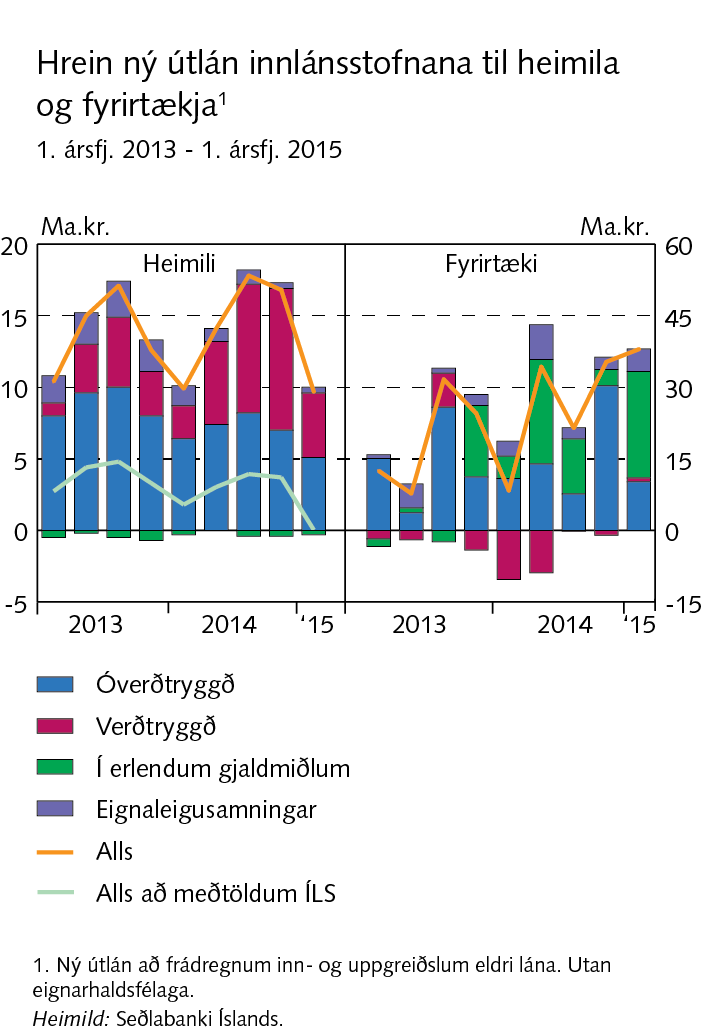 Hrein ný útlán innlánsstofnana til heimila
og fyrirtækja¹
1. ársfj. 2013 - 1. ársfj. 2015
Ma.kr. Ma.kr.
20 Heimili Fyrirtæki 60
15 45
10 30
5 15
0 0
-5 -15
2013 2014 ‘15 2013 2014 ‘15
Óverðtryggð
Verðtryggð
Í erlendum gjaldmiðlum
Eignaleigusamningar
Alls
Alls að meðtöldum ÍLS
1. Ný útlán að frádregnum inn- og uppgreiðslum eldri lána. Utan
eignarhaldsfélaga.
Heimild: Seðlabanki Íslands.